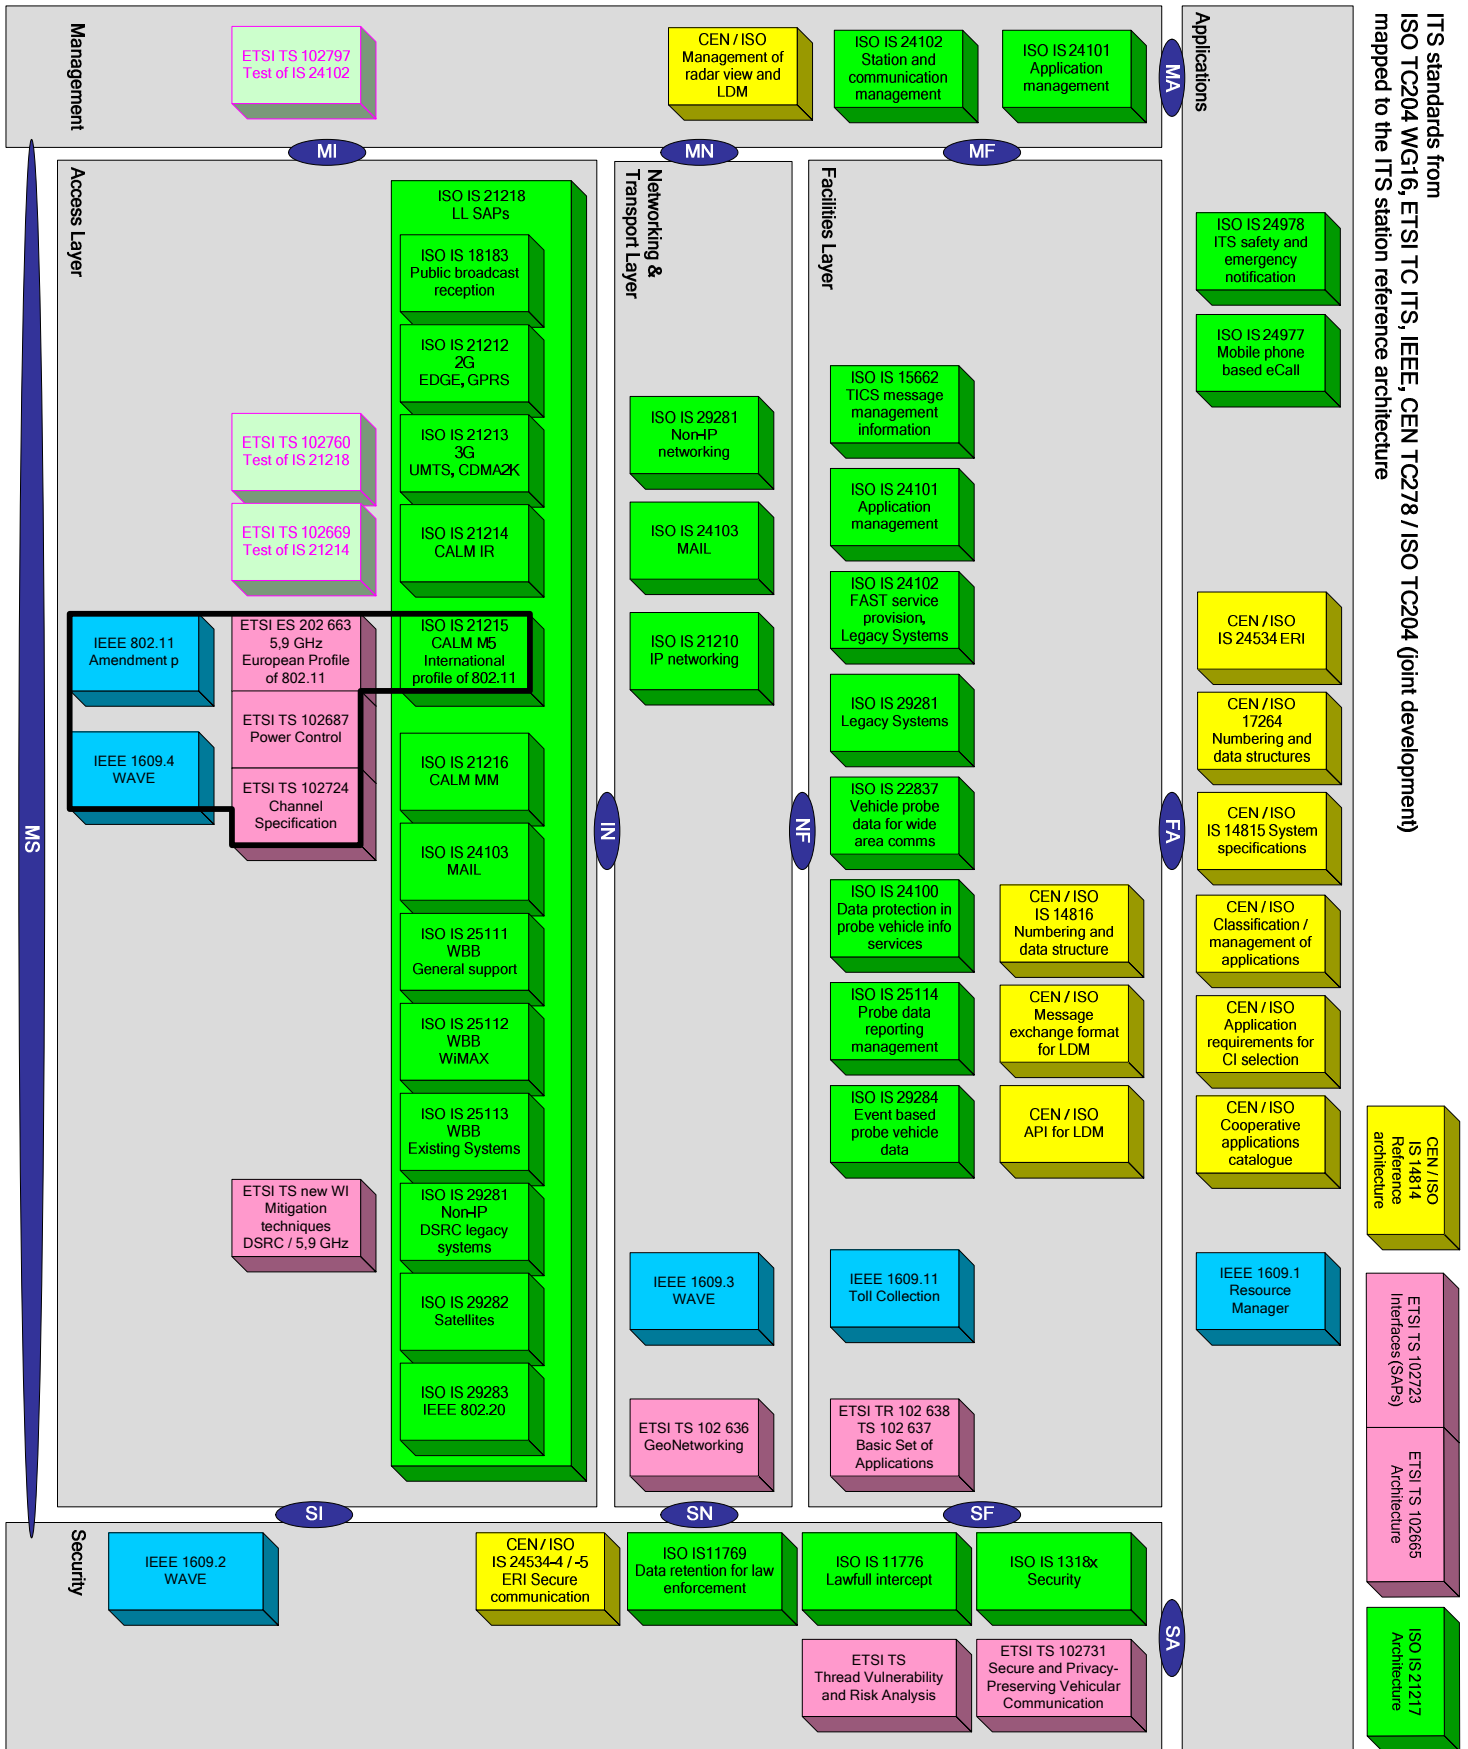 ITS standards from
ISO TC204 WG16, ETSI TC ITS, IEEE, CEN TC278 / ISO TC204 (joint development)
mapped to the ITS station reference architecture
CEN / ISO
IS 14814
Reference
architecture
ETSI TS 102723
Interfaces (SAPs)
ETSI TS 102665
Architecture
ISO IS 21217
Architecture
Applications
ISO IS 24978
ITS safety and
emergency
notification
ISO IS 24977
Mobile phone
based eCall
CEN / ISO
IS 24534 ERI
CEN / ISO
17264
Numbering and
data structures
CEN / ISO
IS 14815 System
specifications
CEN / ISO
Classification /
management of
applications
CEN / ISO
Application
requirements for
CI selection
CEN / ISO
Cooperative
applications
catalogue
IEEE 1609.1
Resource
Manager
MA
FA
SA
Management
ETSI TS 102797
Test of IS 24102
CEN / ISO
Management of
radar view and
LDM
ISO IS 24102
Station and
communication
management
ISO IS 24101
Application
management
MI
MN
MF
Facilities Layer
ISO IS 15662
TICS message
management
information
ISO IS 24101
Application
management
ISO IS 24102
FAST service
provision,
Legacy Systems
ISO IS 29281
Legacy Systems
ISO IS 22837
Vehicle probe
data for wide
area comms
ISO IS 24100
Data protection in
probe vehicle info
services
ISO IS 25114
Probe data
reporting
management
ISO IS 29284
Event based
probe vehicle
data
CEN / ISO
IS 14816
Numbering and
data structure
CEN / ISO
Message
exchange format
for LDM
CEN / ISO
API for LDM
IEEE 1609.11
Toll Collection
ETSI TR 102 638
TS 102 637
Basic Set of
Applications
NF
Networking &
Transport Layer
ISO IS 29281
Non-IP
networking
ISO IS 24103
MAIL
ISO IS 21210
IP networking
IEEE 1609.3
WAVE
ETSI TS 102 636
GeoNetworking
IN
Access Layer
ISO IS 21218
LL SAPs
ISO IS 18183
Public broadcast
reception
ISO IS 21212
2G
EDGE, GPRS
ISO IS 21213
3G
UMTS, CDMA2K
ISO IS 21214
CALM IR
ISO IS 21215
CALM M5
International
profile of 802.11
ISO IS 21216
CALM MM
ISO IS 24103
MAIL
ISO IS 25111
WBB
General support
ISO IS 25112
WBB
WiMAX
ISO IS 25113
WBB
Existing Systems
ISO IS 29281
Non-IP
DSRC legacy
systems
ISO IS 29282
Satellites
ISO IS 29283
IEEE 802.20
ETSI TS 102760
Test of IS 21218
ETSI TS 102669
Test of IS 21214
ETSI ES 202 663
5,9 GHz
European Profile
of 802.11
ETSI TS 102687
Power Control
ETSI TS 102724
Channel
Specification
ETSI TS new WI
Mitigation
techniques
DSRC / 5,9 GHz
IEEE 802.11
Amendment p
IEEE 1609.4
WAVE
MS
SI
SN
SF
Security
IEEE 1609.2
WAVE
CEN / ISO
IS 24534-4 / -5
ERI Secure
communication
ISO IS11769
Data retention for law
enforcement
ISO IS 11776
Lawfull intercept
ISO IS 1318x
Security
ETSI TS
Thread Vulnerability
and Risk Analysis
ETSI TS 102731
Secure and Privacy-
Preserving Vehicular
Communication